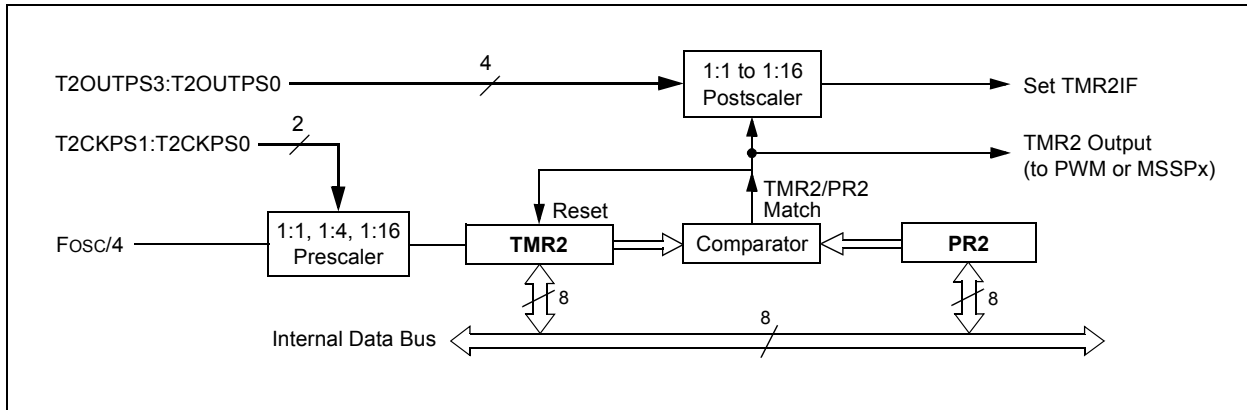 T2OUTPS3:T2OUTPS0
4
1:1 to 1:16
Postscaler
Set TMR2IF
T2CKPS1:T2CKPS0
2
TMR2 Output
(to PWM or MSSPx)
TMR2/PR2
Match
Reset
FOSC/4
1:1, 1:4, 1:16
Prescaler
TMR2
Comparator
PR2
8
8
Internal Data Bus
8